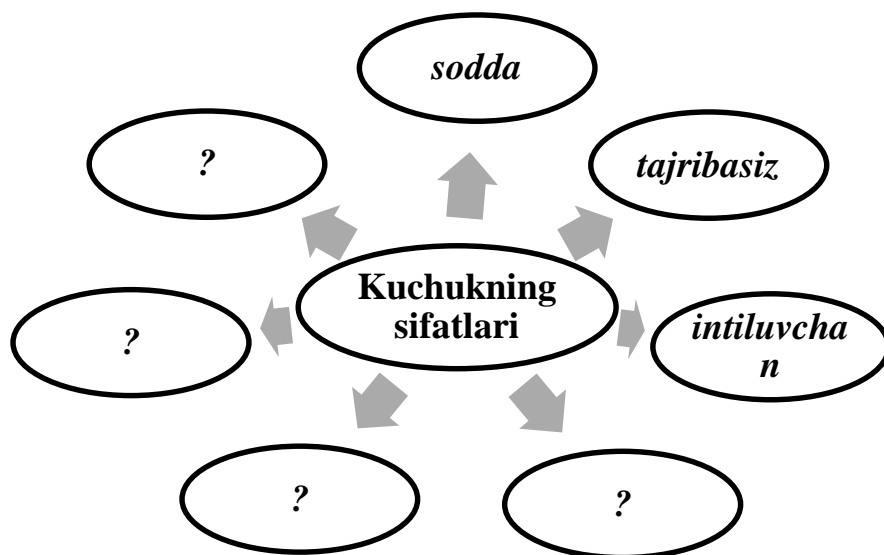 sodda
?
tajribasiz
Kuchukning
sifatlari
?
intiluvcha
n
?
?